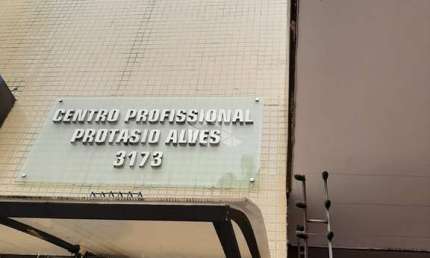 CENTRO PROFISSIONAL
PROTASIO ALVES
3173